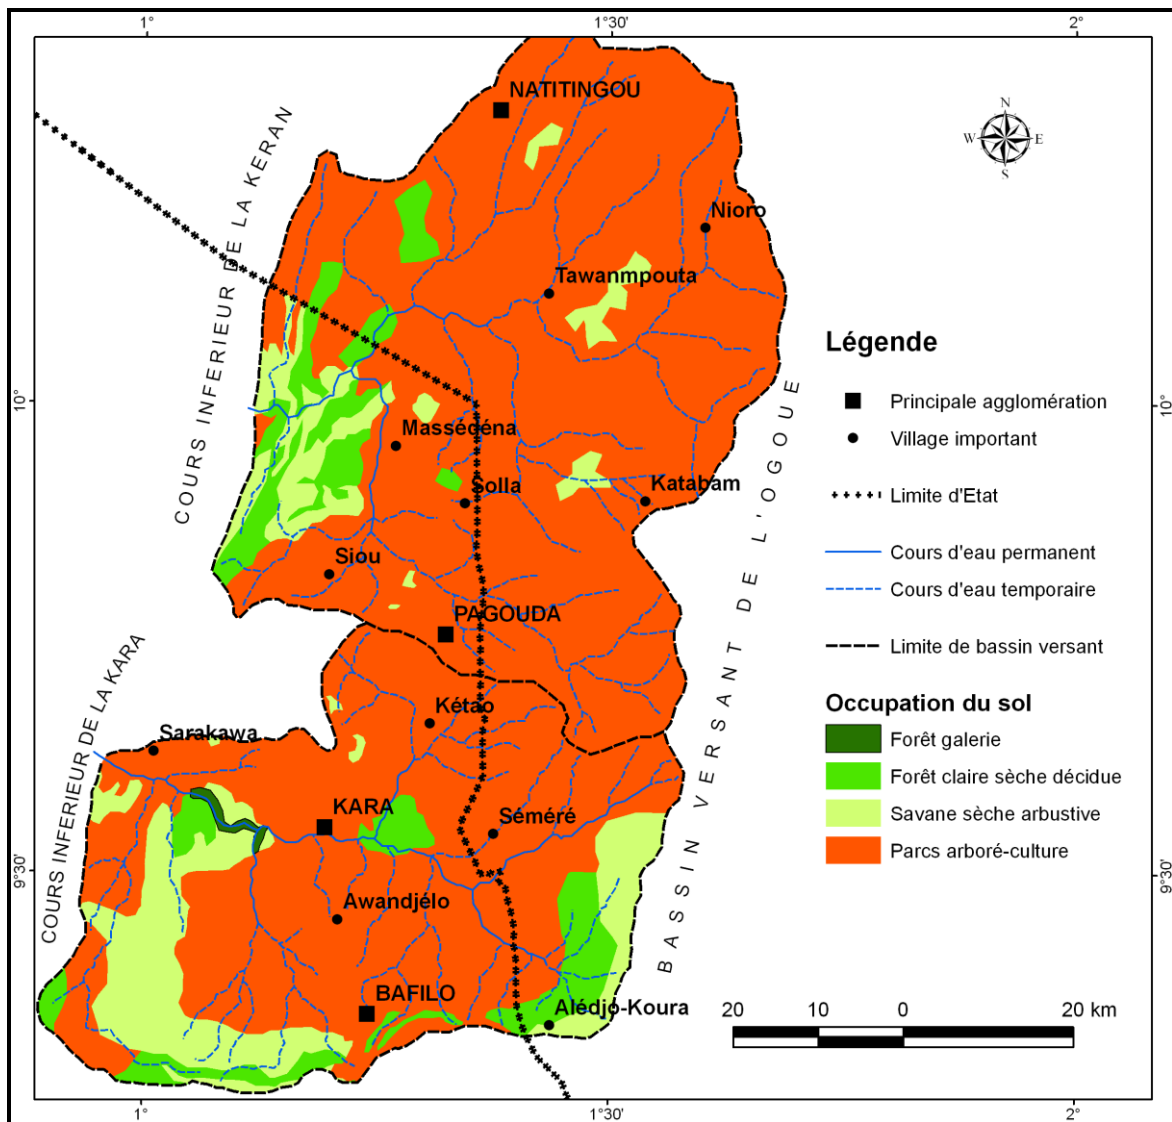 1°
1°30'
2°
N
W
E
S
NATITINGOU
COURS INFERIEUR DE LA KERAN
Nioro
Tawanmpouta
10°
10°
Massédéna
Solla
Katabam
Siou
PAGOUDA
BASSIN VERSANT DE L'OGOUE
Kétao
COURS INFERIEUR DE LA KARA
Sarakawa
KARA
Séméré
9°30'
9°30'
Awandjélo
BAFILO
Alédjo-Koura
Légende
Principale agglomération
Village important
Limite d'Etat
Cours d'eau permanent
Cours d'eau temporaire
Limite de bassin versant
Occupation du sol
Forêt galerie
Forêt claire sèche décidue
Savane sèche arbustive
Parcs arboré-culture
20 10 0 20 km
1°
1°30'
2°